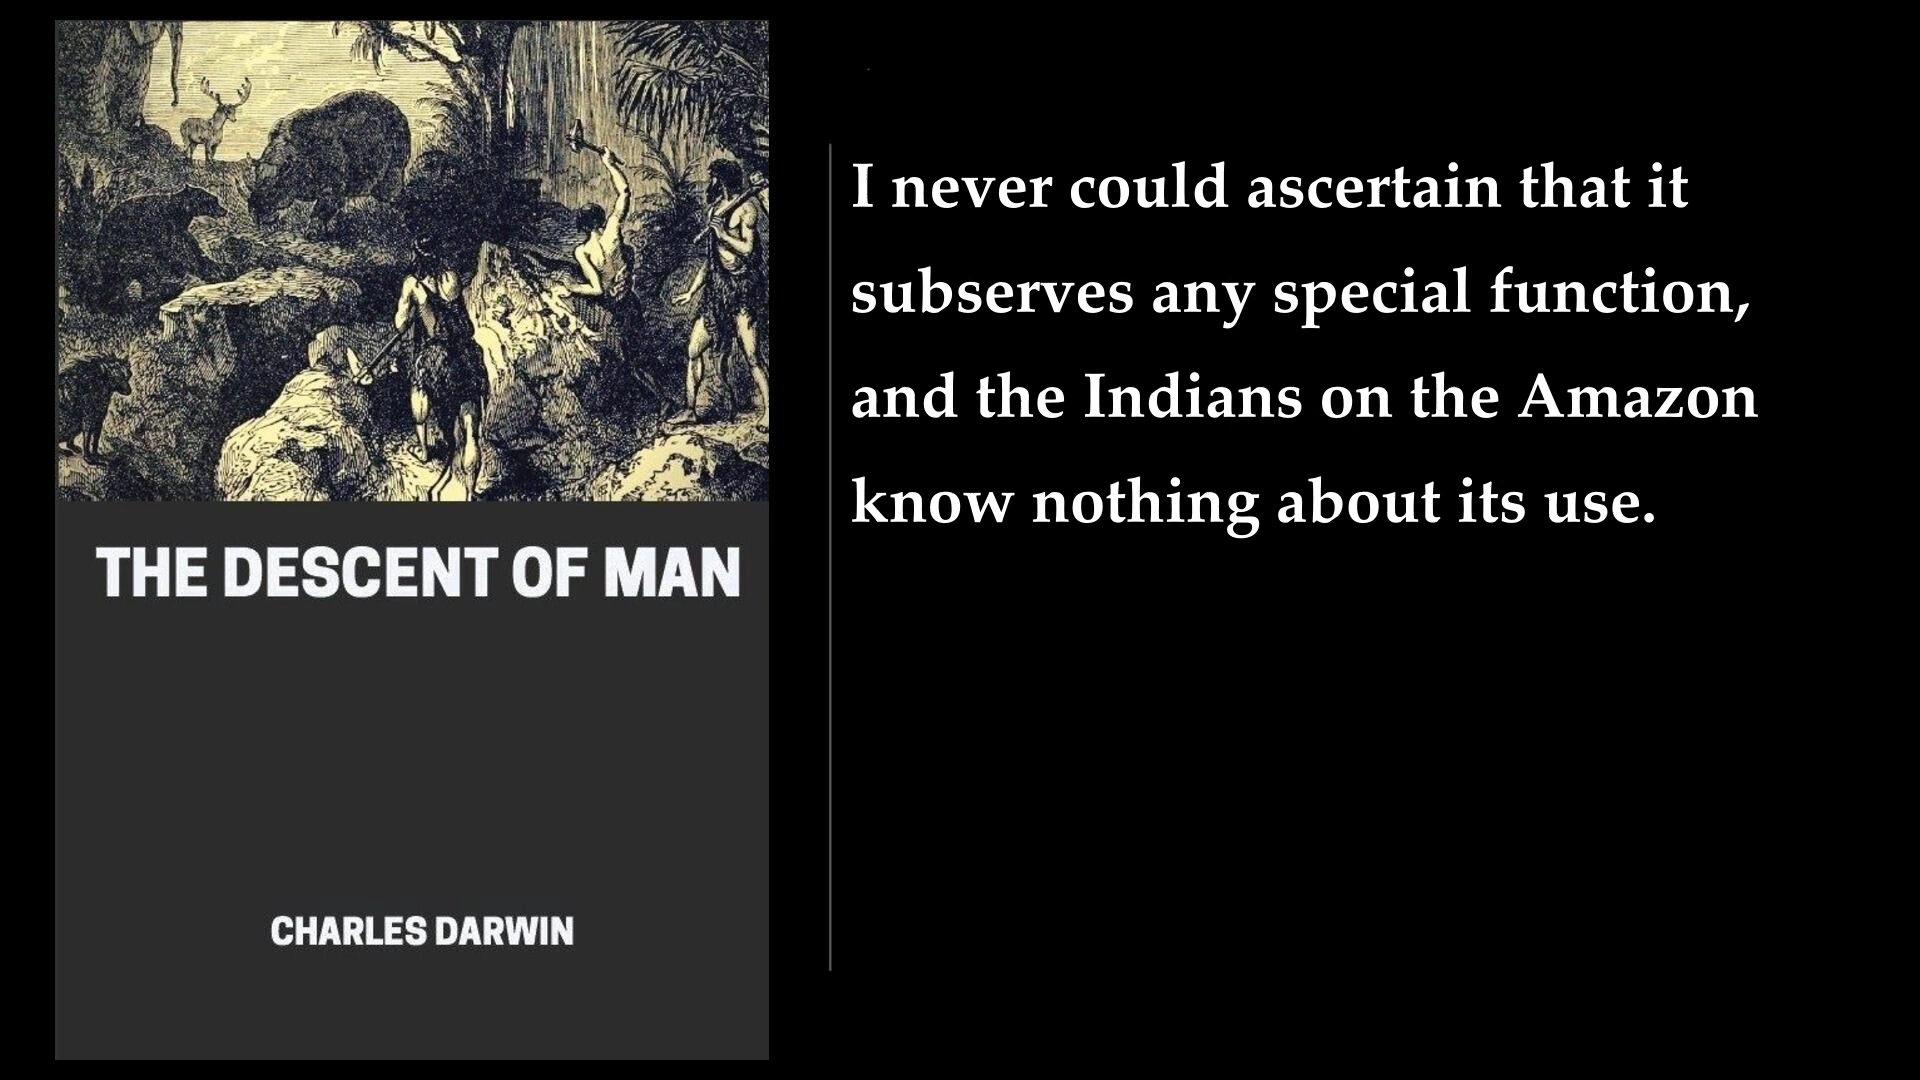 THE DESCENT OF MAN
CHARLES DARWIN
I never could ascertain that it
subserves any special function,
and the Indians on the Amazon
know nothing about its use.